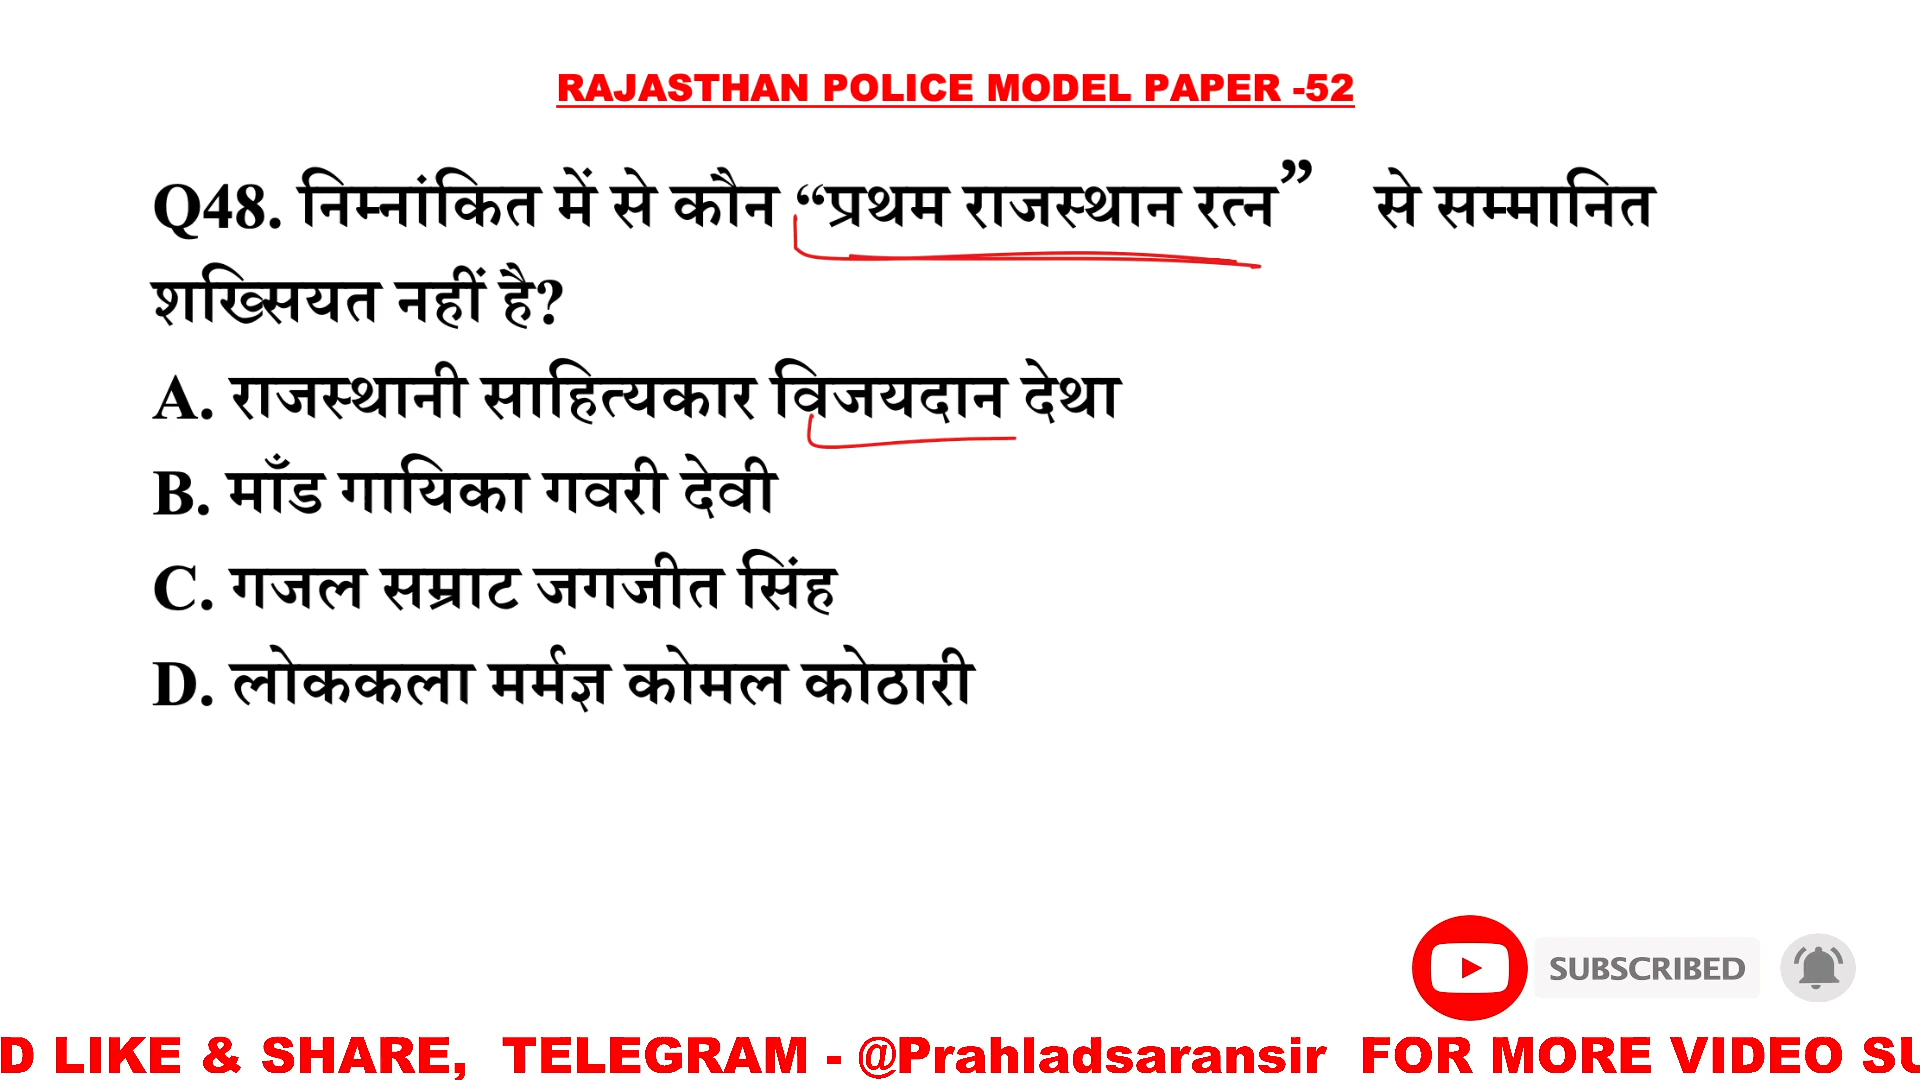 RAJASTHAN POLICE MODEL PAPER -52
Q48. निम्नांकित में से कौन “प्रथम राजस्थान रत्न” से सम्मानित
शख्सियत नहीं है?
A. राजस्थानी साहित्यकार विजयदान देथा
B. माँड गायिका गवरी देवी
C. गजल सम्राट जगजीत सिंह
D. लोककला मर्मज्ञ कोमल कोठारी
SUBSCRIBED
D LIKE & SHARE, TELEGRAM - @Prahladsaransir FOR MORE VIDEO SU